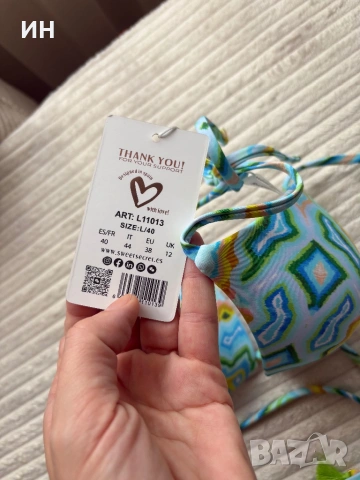 ИН
THANK YOU!
FOR YOUR SUPPORT
with love!
ART: L11013
SIZE:L/40
ES/FR IT EU UK
40 44 38 12
www.sweetsecret.es
BAZAR